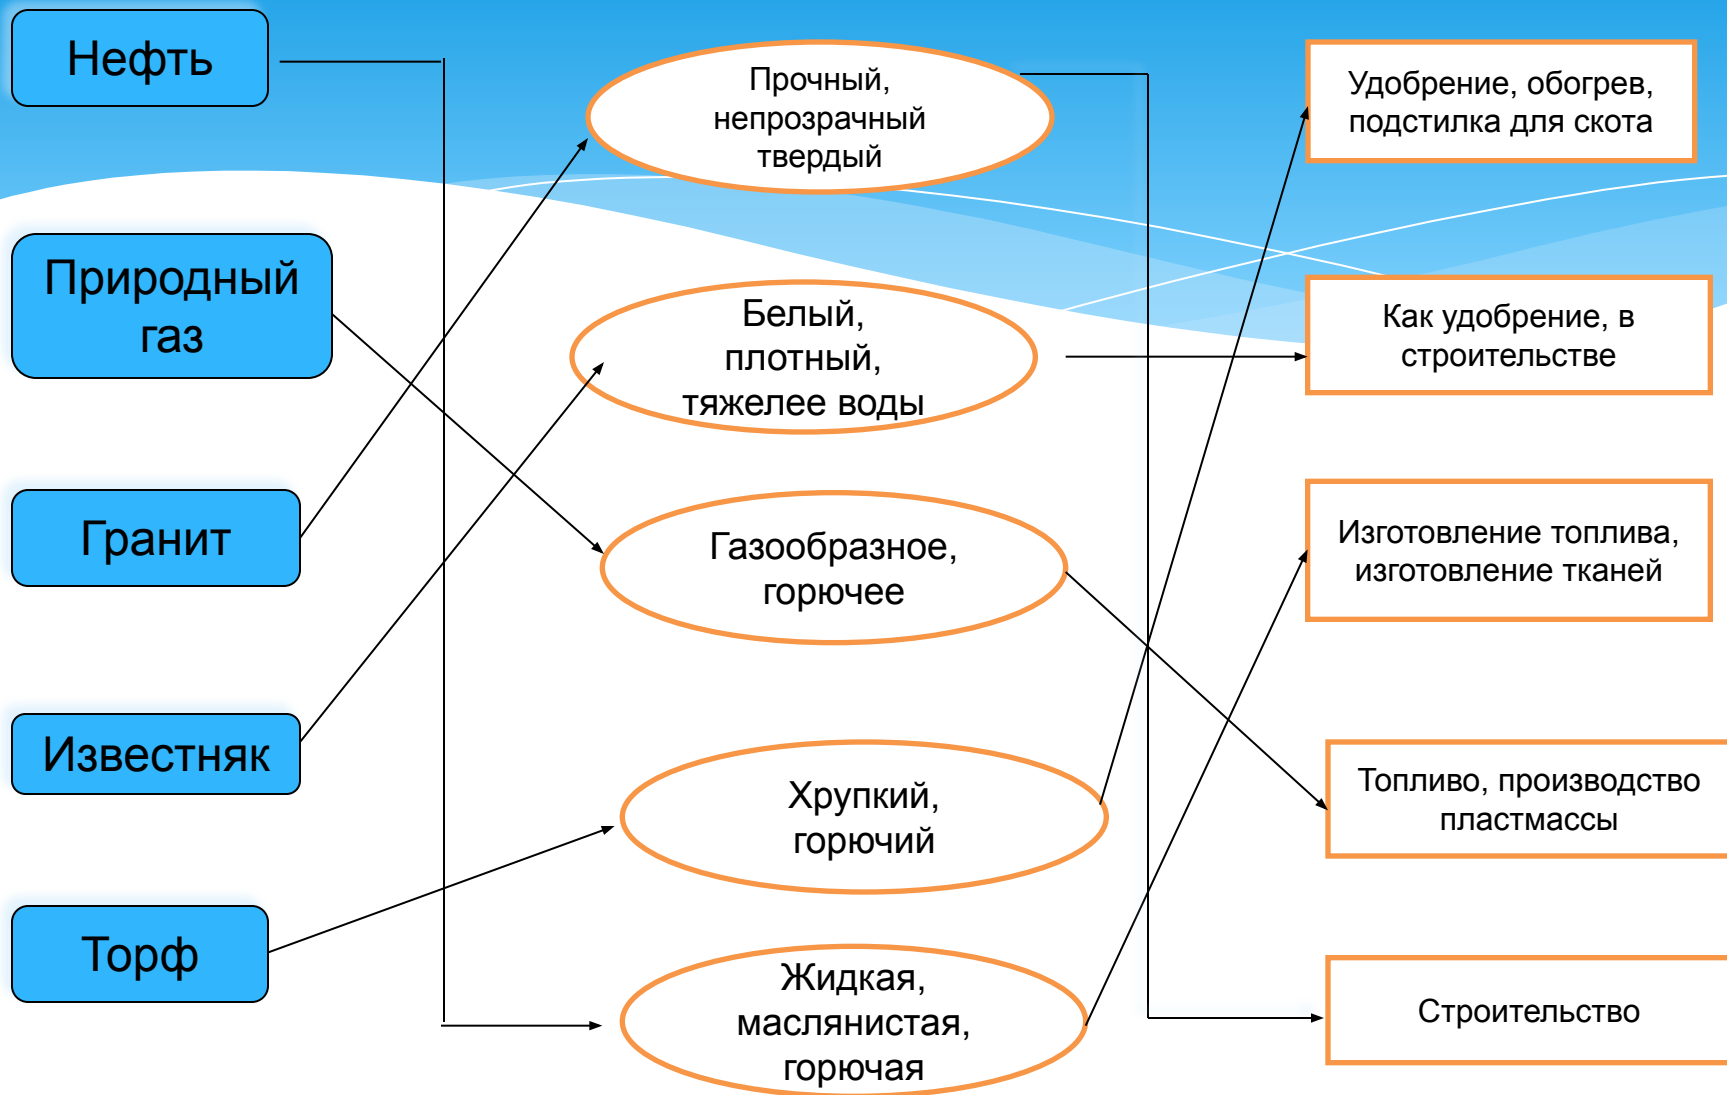 Нефть
Природный
газ
Гранит
Известняк
Торф
Прочный,
непрозрачный
твердый
Белый,
плотный,
тяжелее воды
Газообразное,
горючее
Хрупкий,
горючий
Жидкая,
маслянистая,
горючая
Удобрение, обогрев,
подстилка для скота
Как удобрение, в
строительстве
Изготовление топлива,
изготовление тканей
Топливо, производство
пластмассы
Строительство